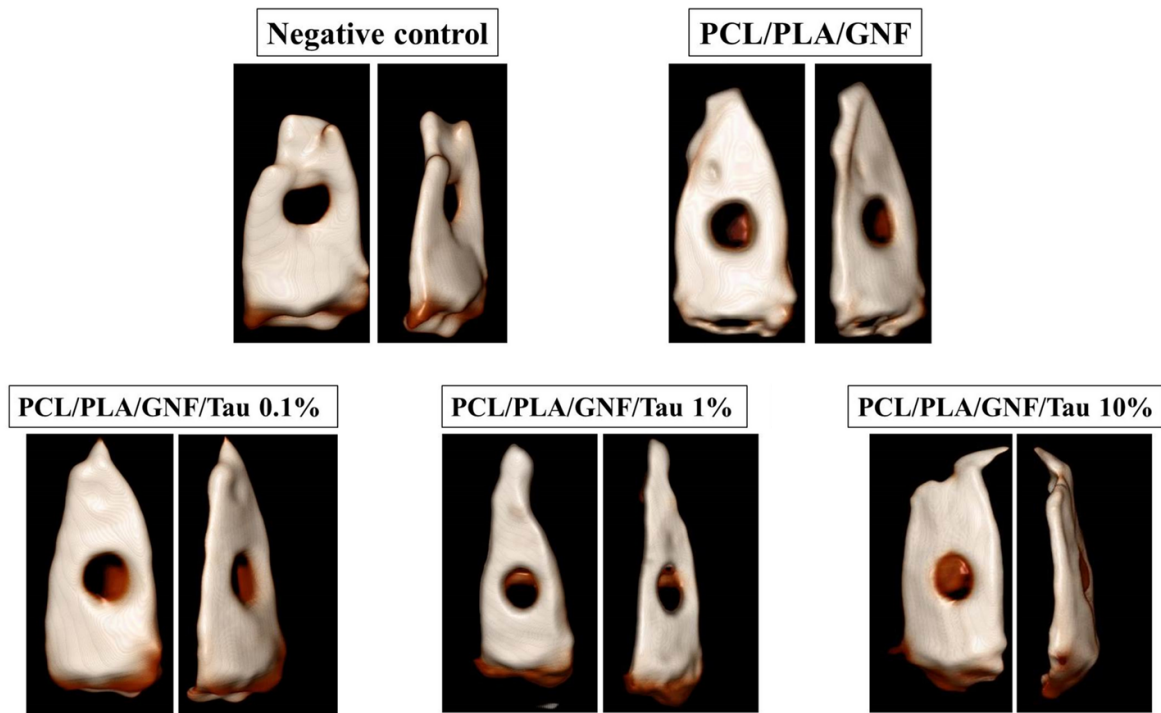 Negative control
PCL/PLA/GNF
PCL/PLA/GNF/Tau 0.1%
PCL/PLA/GNF/Tau 1%
PCL/PLA/GNF/Tau 10%